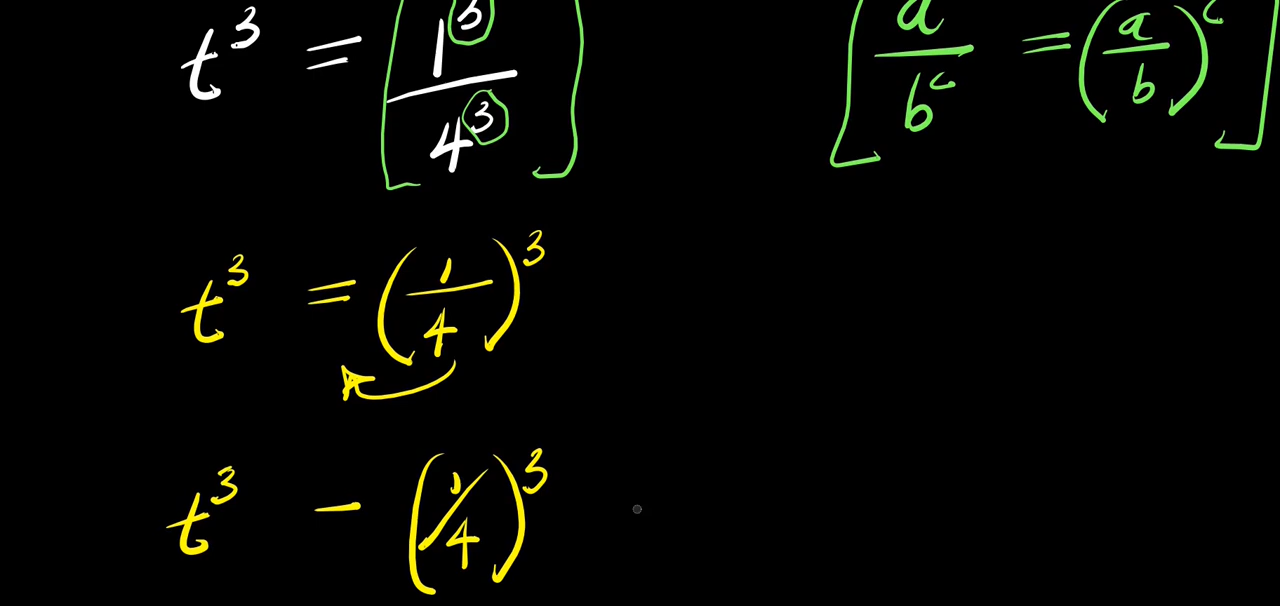 t³ = [1³/4³] [a/b^c = (a/b)^c]
t³ = (1/4)³
t³ - (1/4)³